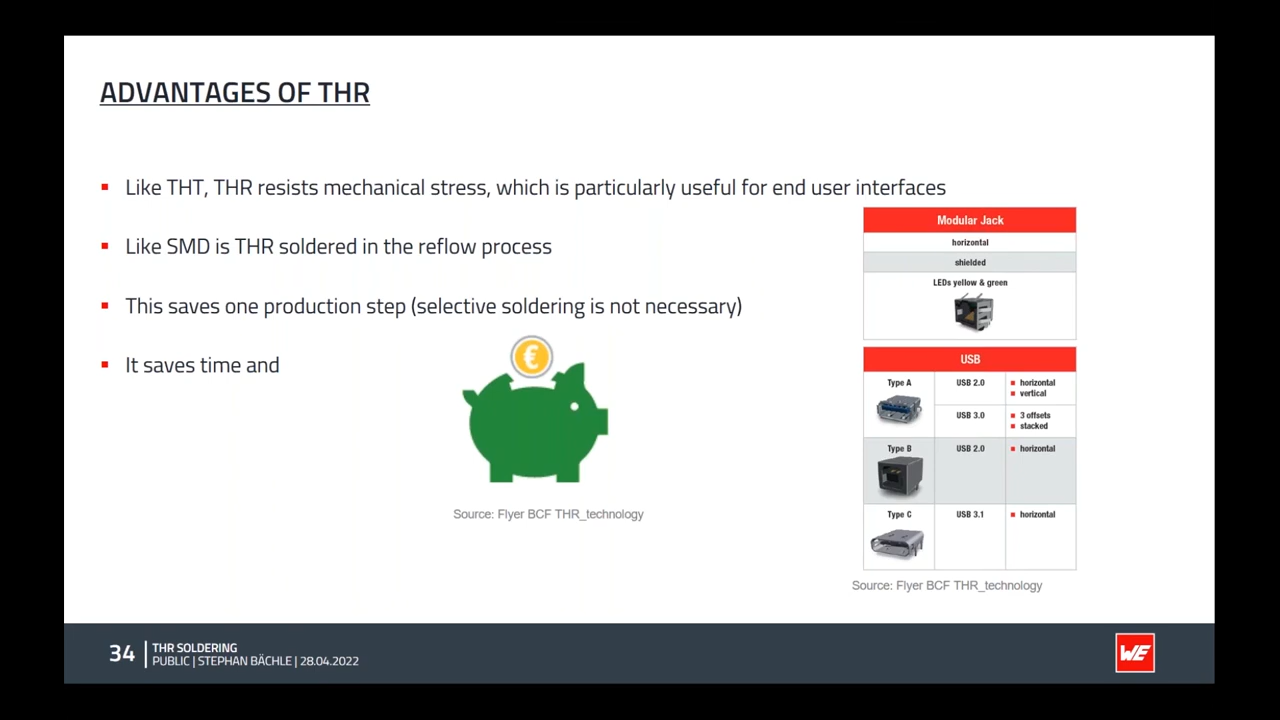 ADVANTAGES OF THR
Like THT, THR resists mechanical stress, which is particularly useful for end user interfaces
Like SMD is THR soldered in the reflow process
This saves one production step (selective soldering is not necessary)
It saves time and
€
Source: Flyer BCF THR_technology
Modular Jack
horizontal
shielded
LEDs yellow & green
USB
Type A
USB 2.0
horizontal
vertical
USB 3.0
3 offsets
stacked
Type B
USB 2.0
horizontal
Type C
USB 3.1
horizontal
Source: Flyer BCF THR_technology
34
THR SOLDERING
PUBLIC | STEPHAN BÄCHLE | 28.04.2022
WE